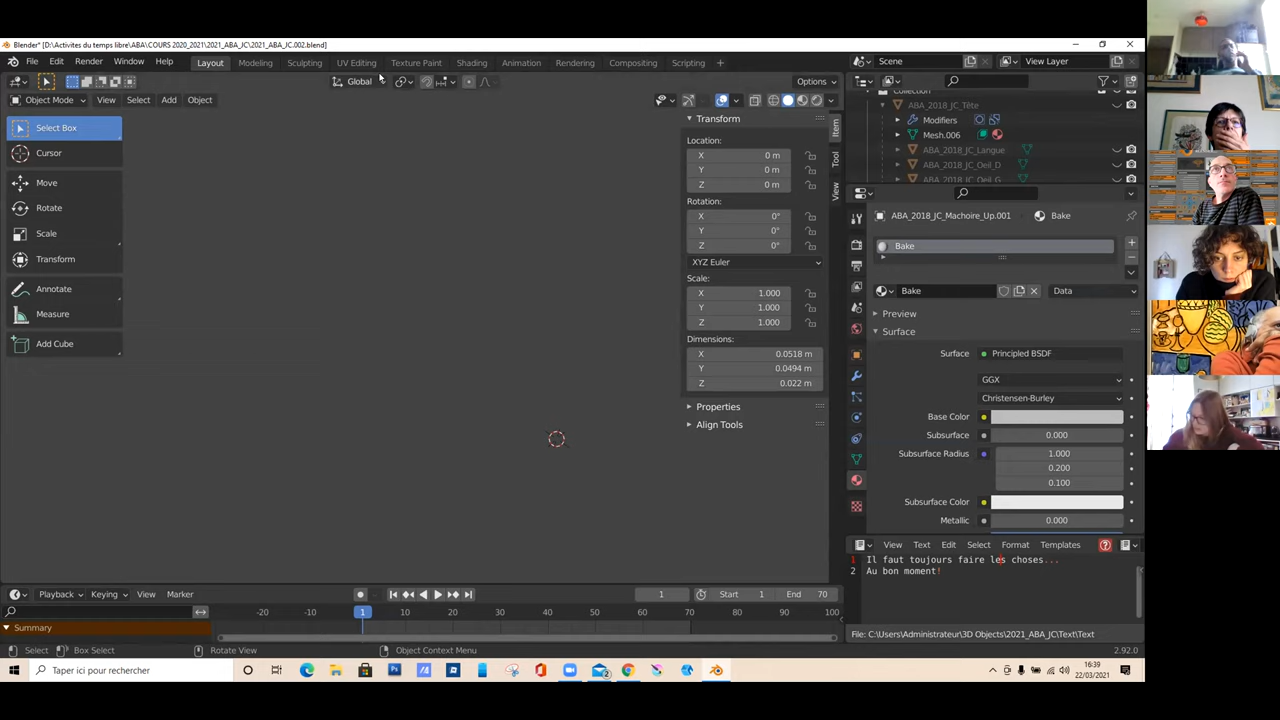 Blender* [D:\Activites du temps libre\ABA\COURS 2020_2021\2021_ABA_JC\2021_ABA_JC.002.blend]
File Edit Render Window Help Layout Modeling Sculpting UV Editing Texture Paint Shading Animation Rendering Compositing Scripting + Scene View Layer
Global Options
Object Mode View Select Add Object
Select Box
Cursor
Move
Rotate
Scale
Transform
Annotate
Measure
Add Cube
Transform
Location:
X 0 m
Y 0 m
Z 0 m
Rotation:
X 0°
Y 0°
Z 0°
XYZ Euler
Scale:
X 1.000
Y 1.000
Z 1.000
Dimensions:
X 0.0518 m
Y 0.0494 m
Z 0.022 m
Properties
Align Tools
Item
Tool
View
Collection
ABA_2018_JC_Tête
Modifiers
Mesh.006
ABA_2018_JC_Langue
ABA_2018_JC_Oeil_D
ABA_2018_JC_Oeil_G
ABA_2018_JC_Machoire_Up.001 Bake
Bake
Bake Data
Preview
Surface
Surface Principled BSDF
GGX
Christensen-Burley
Base Color
Subsurface 0.000
Subsurface Radius 1.000
0.200
0.100
Subsurface Color
Metallic 0.000
View Text Edit Select Format Templates
1 Il faut toujours faire les choses...
2 Au bon moment!
File: C:\Users\Administrateur\3D Objects\2021_ABA_JC\Text\Text
Playback Keying View Marker 1 Start 1 End 70
-20 -10 1 10 20 30 40 50 60 70 80 90 100
Summary
Select Box Select Rotate View Object Context Menu 2.92.0
Taper ici pour rechercher
16:39
22/03/2021